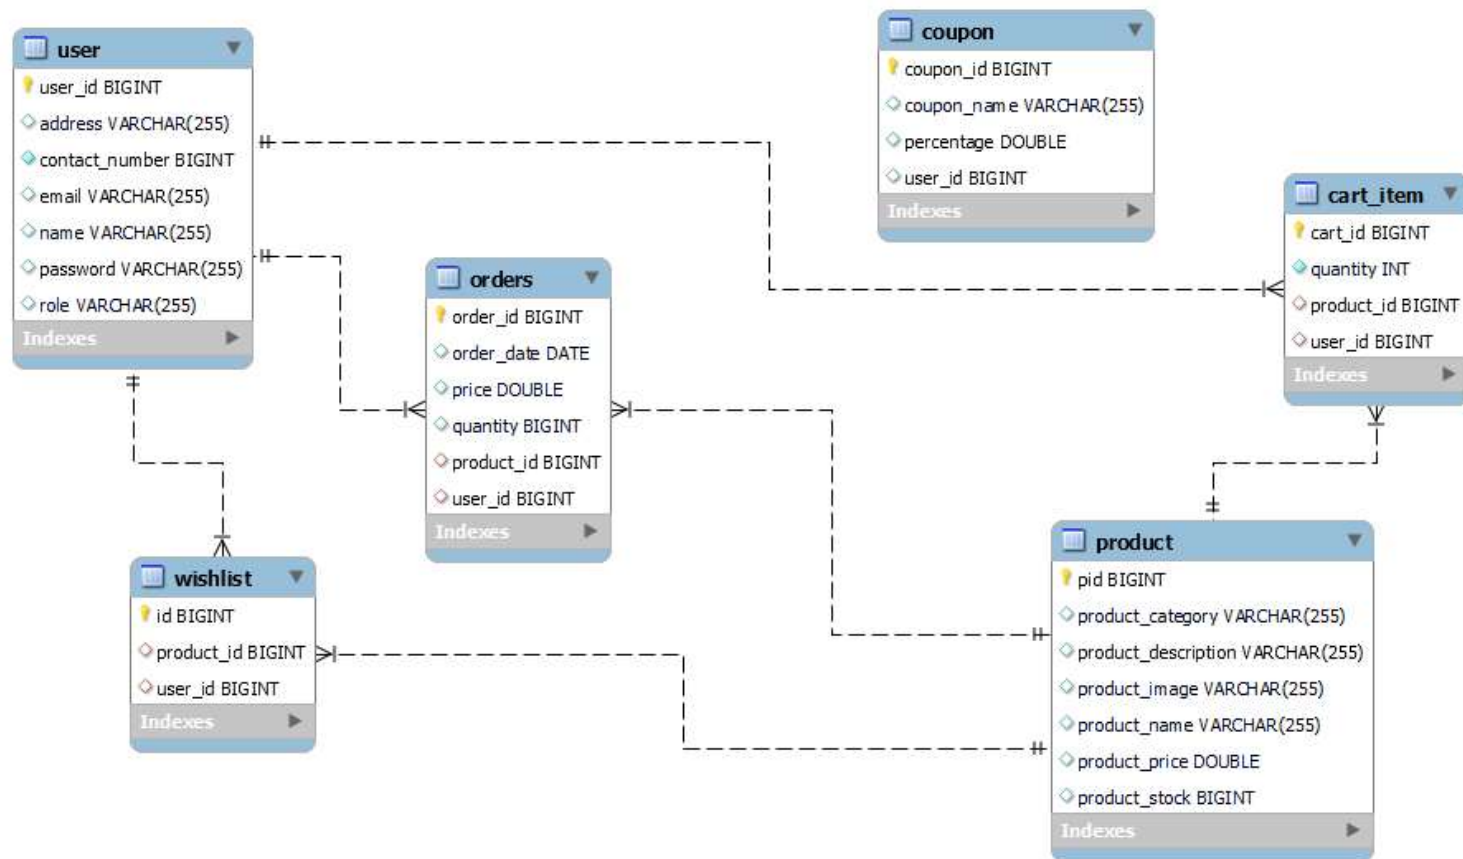 user
user_id BIGINT
address VARCHAR(255)
contact_number BIGINT
email VARCHAR(255)
name VARCHAR(255)
password VARCHAR(255)
role VARCHAR(255)
Indexes
coupon
coupon_id BIGINT
coupon_name VARCHAR(255)
percentage DOUBLE
user_id BIGINT
Indexes
cart_item
cart_id BIGINT
quantity INT
product_id BIGINT
user_id BIGINT
Indexes
orders
order_id BIGINT
order_date DATE
price DOUBLE
quantity BIGINT
product_id BIGINT
user_id BIGINT
Indexes
wishlist
id BIGINT
product_id BIGINT
user_id BIGINT
Indexes
product
pid BIGINT
product_category VARCHAR(255)
product_description VARCHAR(255)
product_image VARCHAR(255)
product_name VARCHAR(255)
product_price DOUBLE
product_stock BIGINT
Indexes